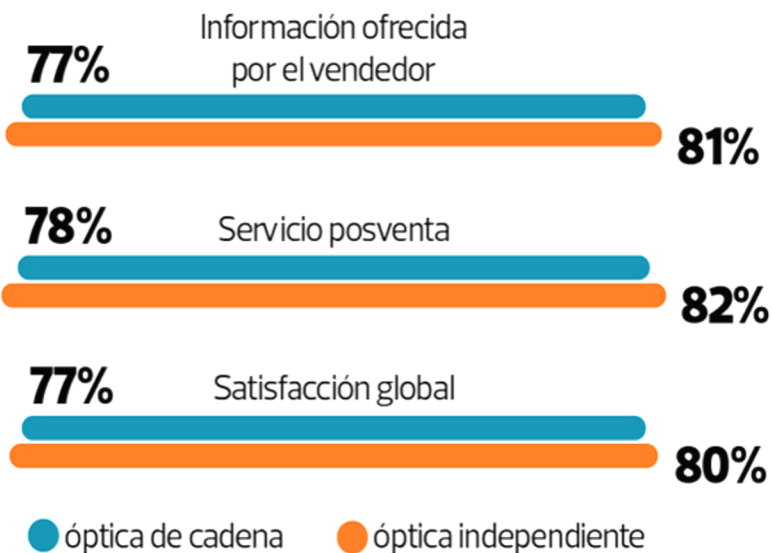 Información ofrecida
por el vendedor
77%
81%
78%
Servicio posventa
82%
77%
Satisfacción global
80%
óptica de cadena
óptica independiente